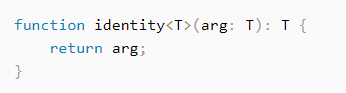 function identity<T>(arg: T): T {
    return arg;
}